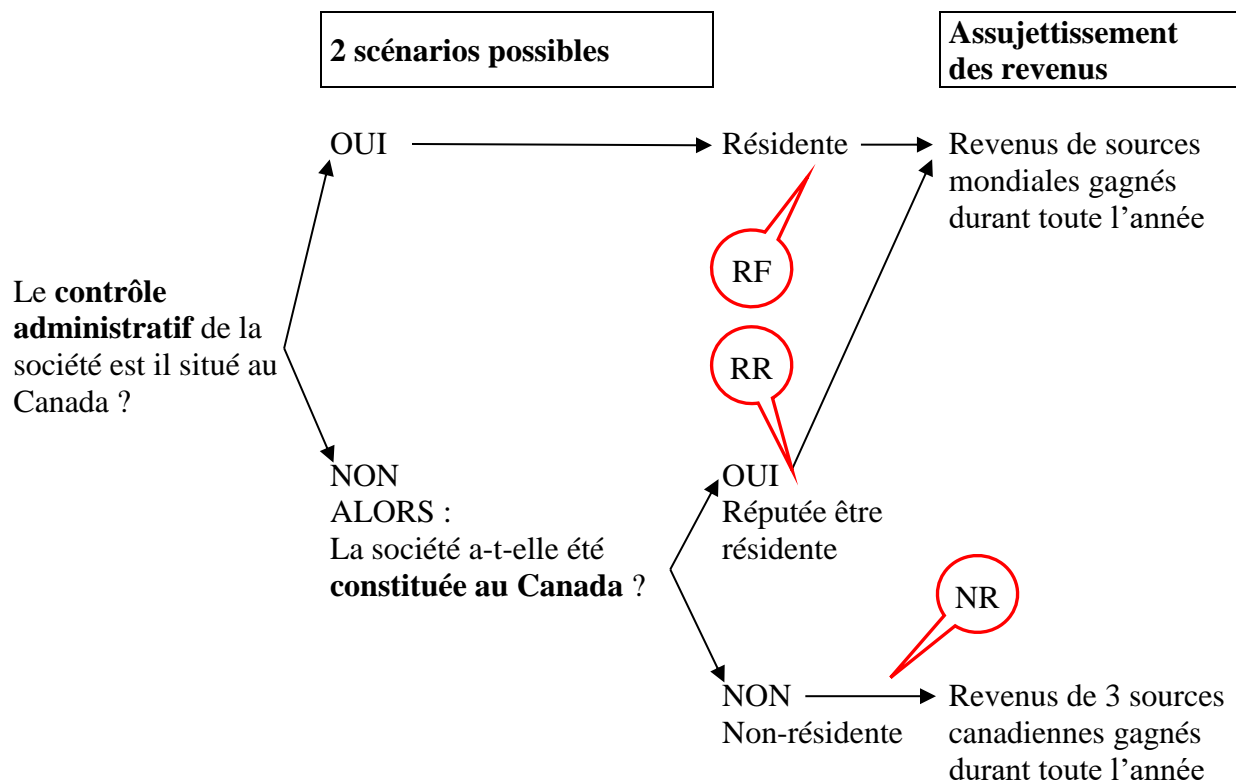 2 scénarios possibles
Assujettissement
des revenus
OUI
Résidente
Revenus de sources
mondiales gagnés
durant toute l’année
RF
Le contrôle
administratif de la
société est il situé au
Canada ?
RR
NON
ALORS :
La société a-t-elle été
constituée au Canada ?
OUI
Réputée être
résidente
NR
NON
Non-résidente
Revenus de 3 sources
canadiennes gagnés
durant toute l’année